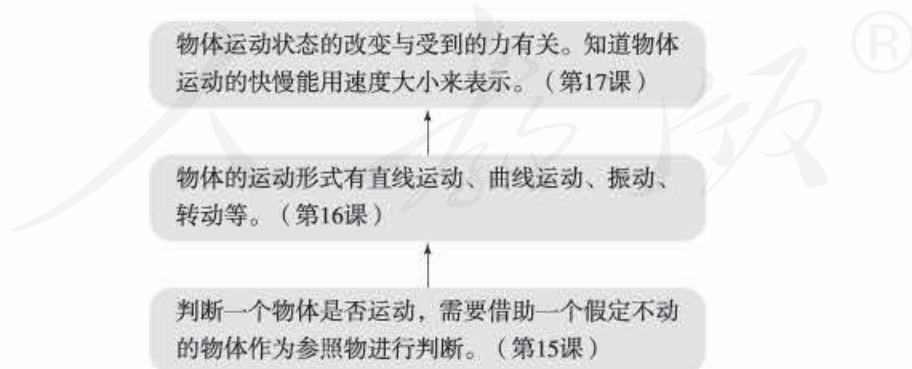 物体运动状态的改变与受到的力有关。知道物体
运动的快慢能用速度大小来表示。（第17课）
物体的运动形式有直线运动、曲线运动、振动、
转动等。（第16课）
判断一个物体是否运动，需要借助一个假定不动
的物体作为参照物进行判断。（第15课）
人教版®